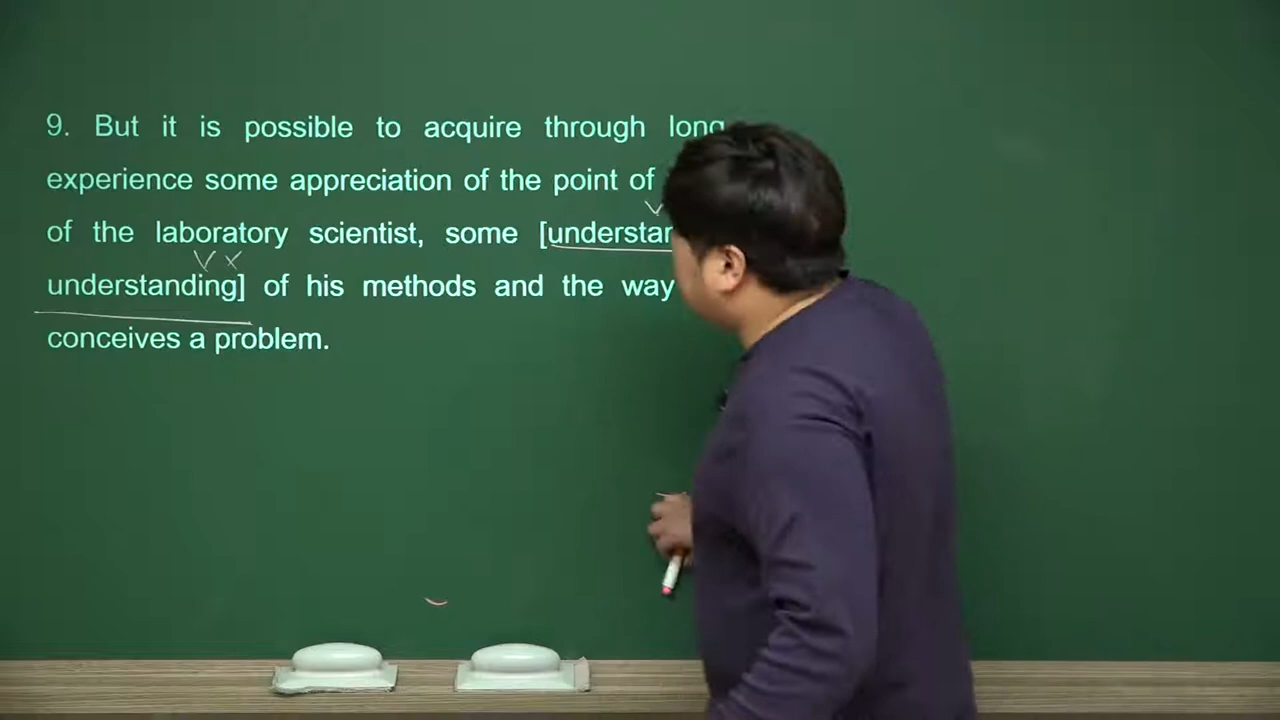 9. But it is possible to acquire through long
experience some appreciation of the point of
of the laboratory scientist, some [
understanding] of his methods and the way
conceives a problem.